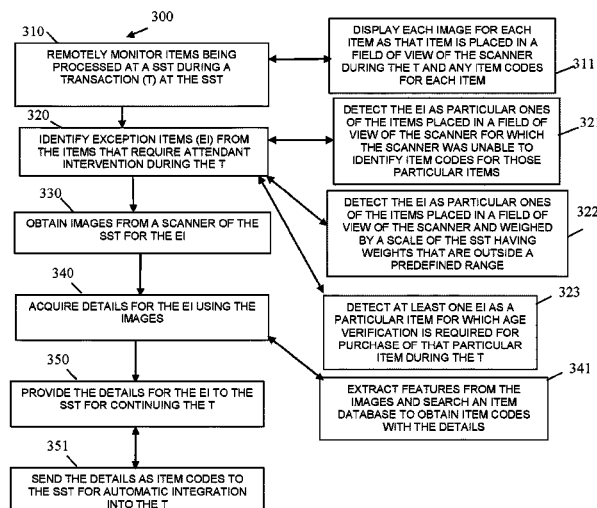 300
310
REMOTELY MONITOR ITEMS BEING
PROCESSED AT A SST DURING A
TRANSACTION (T) AT THE SST
DISPLAY EACH IMAGE FOR EACH
ITEM AS THAT ITEM IS PLACED IN A
FIELD OF VIEW OF THE SCANNER
DURING THE T AND ANY ITEM CODES
FOR EACH ITEM
311
320
IDENTIFY EXCEPTION ITEMS (EI) FROM
THE ITEMS THAT REQUIRE ATTENDANT
INTERVENTION DURING THE T
DETECT THE EI AS PARTICULAR ONES
OF THE ITEMS PLACED IN A FIELD OF
VIEW OF THE SCANNER FOR WHICH
THE SCANNER WAS UNABLE TO
IDENTIFY ITEM CODES FOR THOSE
PARTICULAR ITEMS
330
OBTAIN IMAGES FROM A SCANNER OF
THE SST FOR THE EI
DETECT THE EI AS PARTICULAR ONES
OF THE ITEMS PLACED IN A FIELD OF
VIEW OF THE SCANNER AND WEIGHED
BY A SCALE OF THE SST HAVING
WEIGHTS THAT ARE OUTSIDE A
PREDEFINED RANGE
322
340
ACQUIRE DETAILS FOR THE EI USING THE
IMAGES
323
DETECT AT LEAST ONE EI AS A
PARTICULAR ITEM FOR WHICH AGE
VERIFICATION IS REQUIRED FOR
PURCHASE OF THAT PARTICULAR
ITEM DURING THE T
350
PROVIDE THE DETAILS FOR THE EI TO THE
SST FOR CONTINUING THE T
341
EXTRACT FEATURES FROM THE
IMAGES AND SEARCH AN ITEM
DATABASE TO OBTAIN ITEM CODES
WITH THE DETAILS
351
SEND THE DETAILS AS ITEM CODES TO
THE SST FOR AUTOMATIC INTEGRATION
INTO THE T